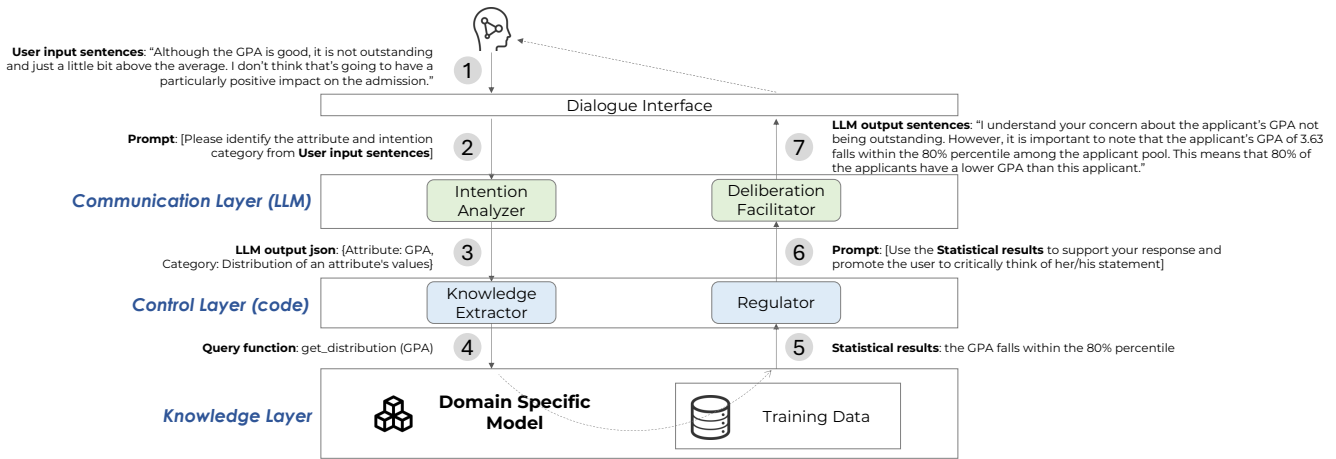 User input sentences: “Although the GPA is good, it is not outstanding
and just a little bit above the average. I don’t think that’s going to have a
particularly positive impact on the admission.”
1
Dialogue Interface
Prompt: [Please identify the attribute and intention
category from User input sentences]
2
7
LLM output sentences: “I understand your concern about the applicant’s GPA not
being outstanding. However, it is important to note that the applicant’s GPA of 3.63
falls within the 80% percentile among the applicant pool. This means that 80% of
the applicants have a lower GPA than this applicant.”
Communication Layer (LLM)
Intention
Analyzer
Deliberation
Facilitator
LLM output json: {Attribute: GPA,
Category: Distribution of an attribute's values}
3
6
Prompt: [Use the Statistical results to support your response and
promote the user to critically think of her/his statement]
Control Layer (code)
Knowledge
Extractor
Regulator
Query function: get_distribution (GPA)
4
5
Statistical results: the GPA falls within the 80% percentile
Knowledge Layer
Domain Specific
Model
Training Data